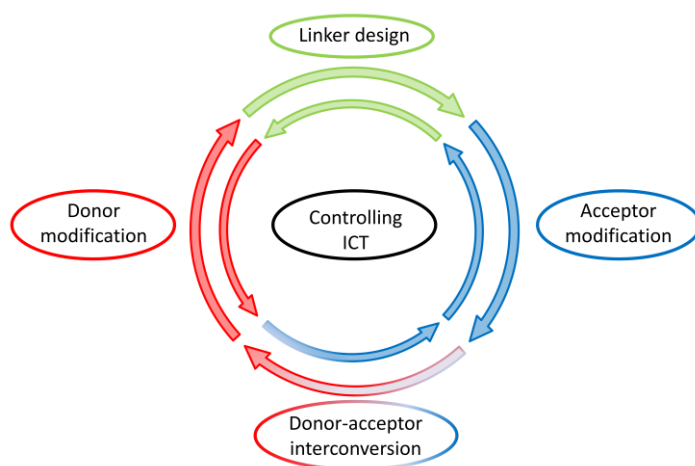 Linker design
Donor
modification
Controlling
ICT
Acceptor
modification
Donor-acceptor
interconversion